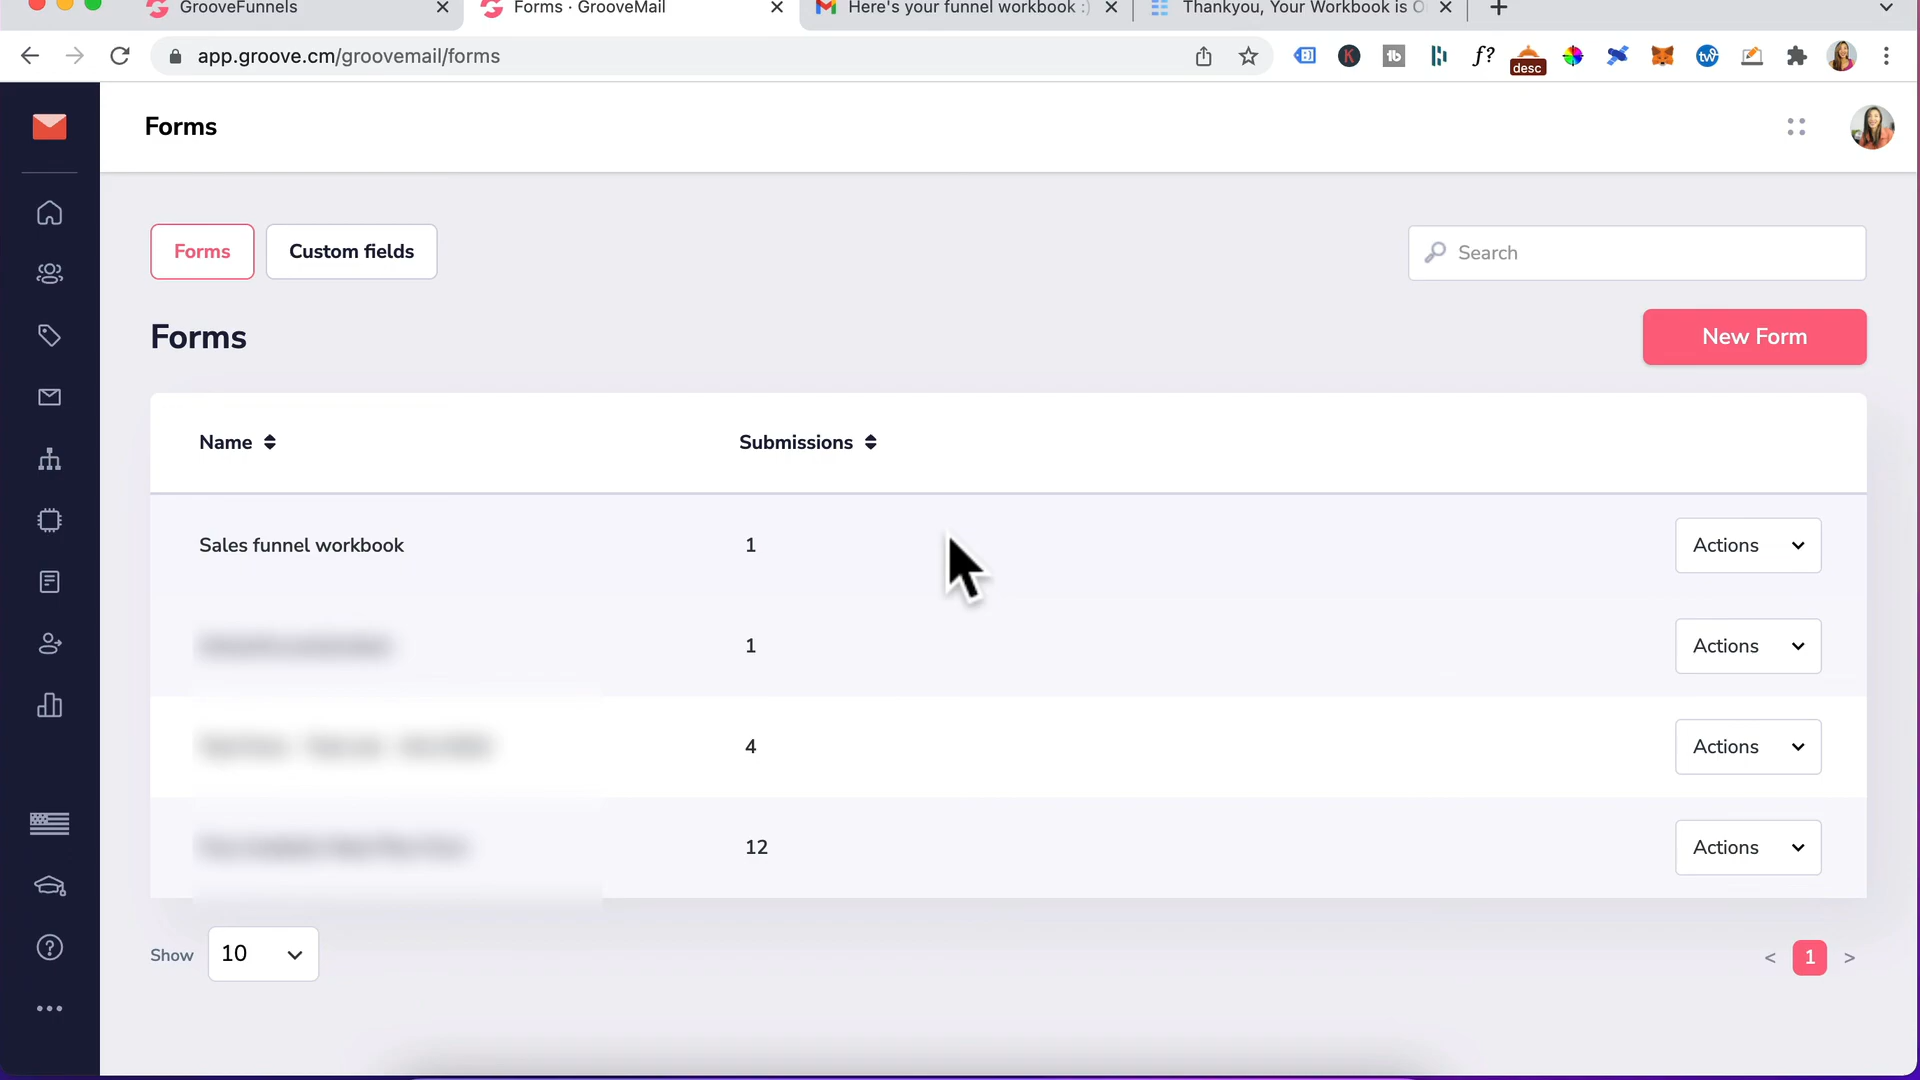 GrooveFunnels
Forms · GrooveMail
Here's your funnel workbook :)
Thankyou, Your Workbook is
app.groove.cm/groovemail/forms
desc
Forms
Forms
Custom fields
Search
Forms
New Form
Name
Submissions
Sales funnel workbook
1
Actions
1
Actions
4
Actions
12
Actions
Show
10
<
1
>